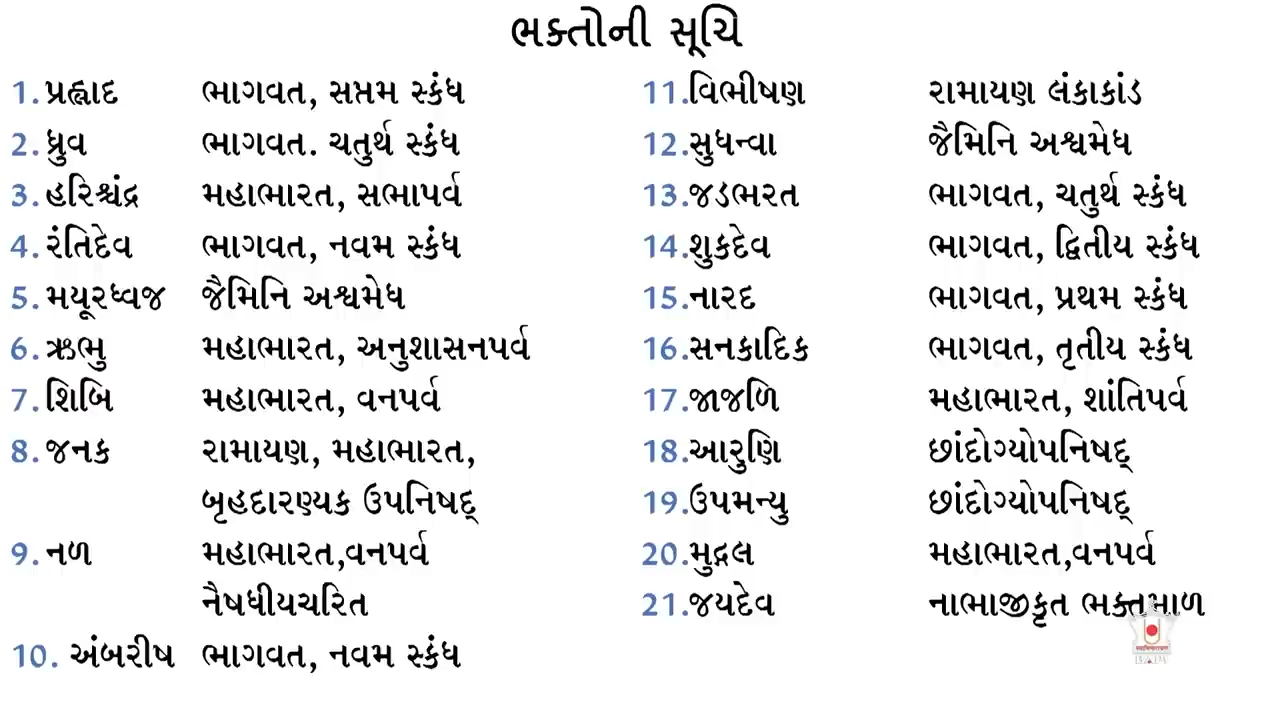 ભક્તોની સૂચિ
1. પ્રહ્લાદ ભાગવત, સપ્તમ સ્કંધ
2. ધ્રુવ ભાગવત. ચતુર્થ સ્કંધ
3. હરિશ્ચંદ્ર મહાભારત, સભાપર્વ
4. રંતિદેવ ભાગવત, નવમ સ્કંધ
5. મયૂરધ્વજ જૈમિનિ અશ્વમેધ
6. ઋભુ મહાભારત, અનુશાસનપર્વ
7. શિબિ મહાભારત, વનપર્વ
8. જનક રામાયણ, મહાભારત,
બૃહદારણ્યક ઉપનિષદ્
9. નળ મહાભારત,વનપર્વ
નૈષધીયચરિત
10. અંબરીષ ભાગવત, નવમ સ્કંધ
11.વિભીષણ રામાયણ લંકાકાંડ
12.સુધન્વા જૈમિનિ અશ્વમેધ
13.જડભરત ભાગવત, ચતુર્થ સ્કંધ
14.શુકદેવ ભાગવત, દ્વિતીય સ્કંધ
15.નારદ ભાગવત, પ્રથમ સ્કંધ
16.સનકાદિક ભાગવત, તૃતીય સ્કંધ
17.જાજળિ મહાભારત, શાંતિપર્વ
18.આરુણિ છાંદોગ્યોપનિષદ્
19.ઉપમન્યુ છાંદોગ્યોપનિષદ્
20.મુદ્ગલ મહાભારત,વનપર્વ
21.જયદેવ નાભાજીકૃત ભક્તમાળ